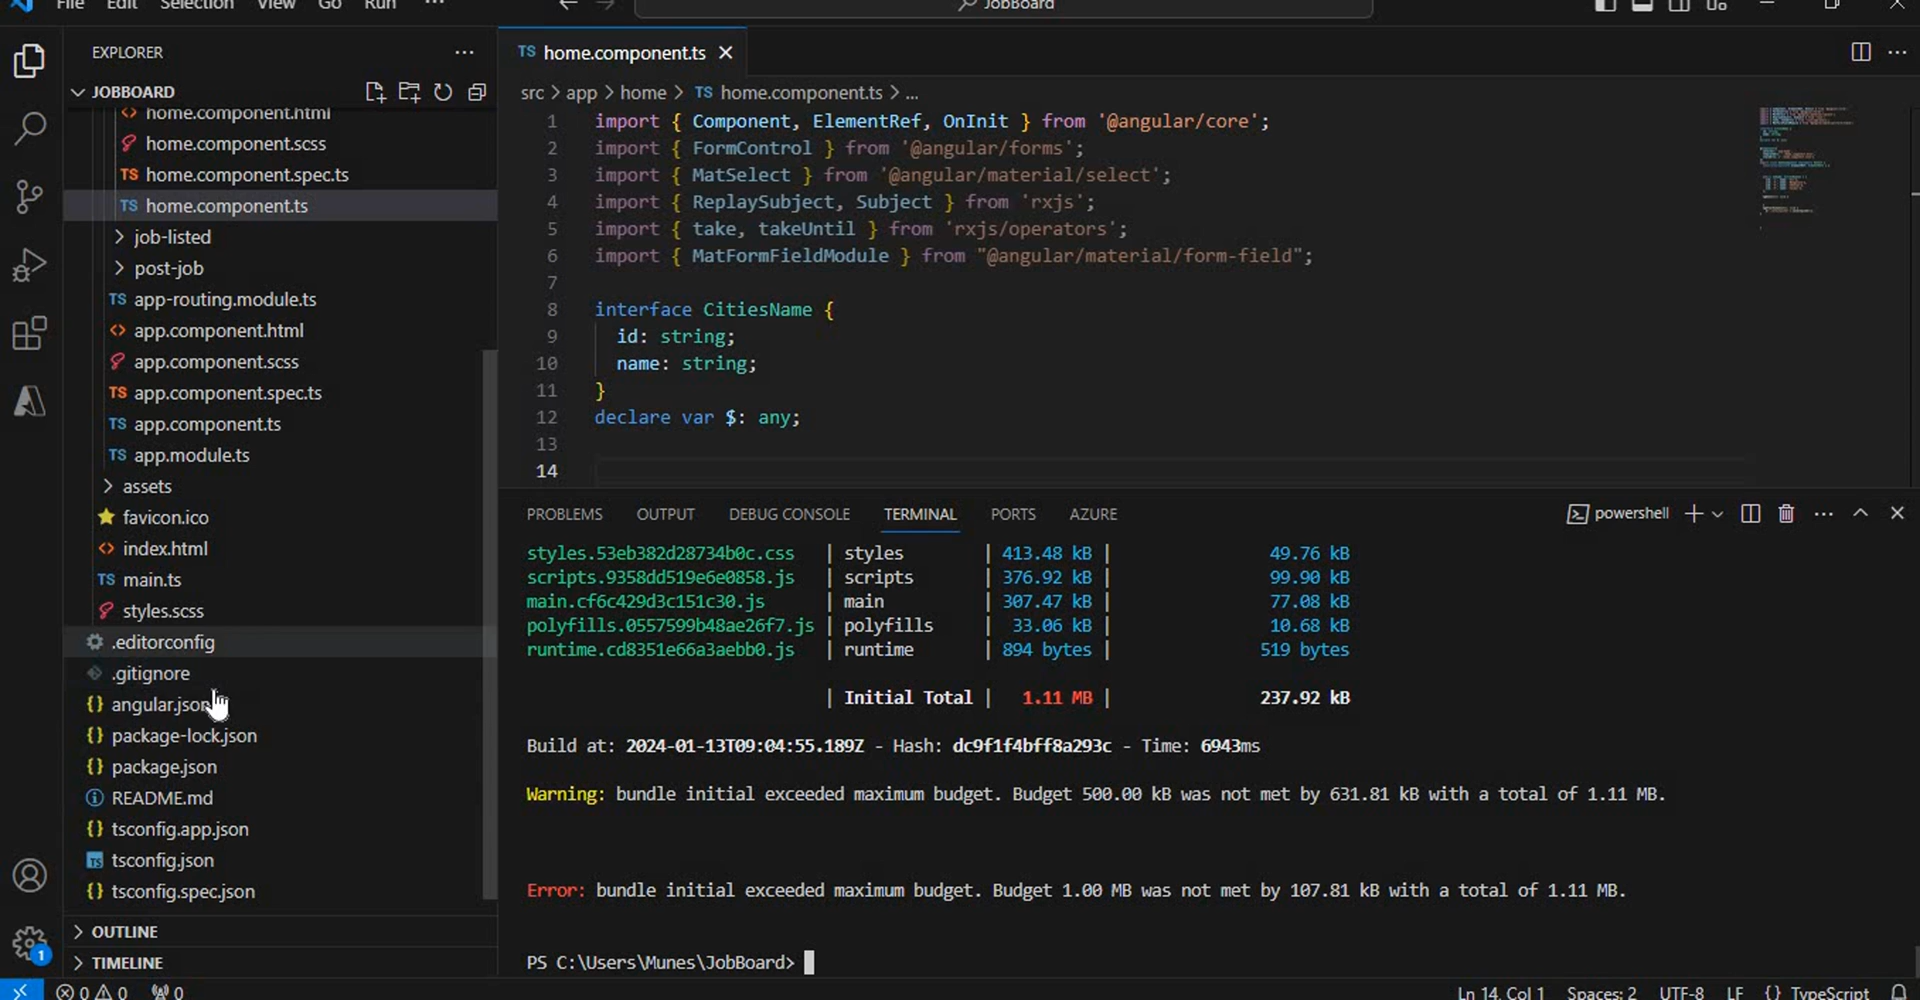 File Edit Selection View Go Run ...
JobBoard
EXPLORER
JOBBOARD
home.component.html
home.component.scss
TS home.component.spec.ts
TS home.component.ts
job-listed
post-job
TS app-routing.module.ts
app.component.html
app.component.scss
TS app.component.spec.ts
TS app.component.ts
TS app.module.ts
assets
favicon.ico
index.html
TS main.ts
styles.scss
.editorconfig
.gitignore
{} angular.json
{} package-lock.json
{} package.json
README.md
{} tsconfig.app.json
TS tsconfig.json
{} tsconfig.spec.json
OUTLINE
TIMELINE
1
TS home.component.ts
src > app > home > TS home.component.ts > ...
1 import { Component, ElementRef, OnInit } from '@angular/core';
2 import { FormControl } from '@angular/forms';
3 import { MatSelect } from '@angular/material/select';
4 import { ReplaySubject, Subject } from 'rxjs';
5 import { take, takeUntil } from 'rxjs/operators';
6 import { MatFormFieldModule } from "@angular/material/form-field";
7
8 interface CitiesName {
9 id: string;
10 name: string;
11 }
12 declare var $: any;
13
14
PROBLEMS OUTPUT DEBUG CONSOLE TERMINAL PORTS AZURE powershell
styles.53eb382d28734b0c.css | styles | 413.48 kB | 49.76 kB
scripts.9358dd519e6e0858.js | scripts | 376.92 kB | 99.90 kB
main.cf6c429d3c151c30.js | main | 307.47 kB | 77.08 kB
polyfills.0557599b48ae26f7.js | polyfills | 33.06 kB | 10.68 kB
runtime.cd8351e66a3aebb0.js | runtime | 894 bytes | 519 bytes
| Initial Total | 1.11 MB | 237.92 kB
Build at: 2024-01-13T09:04:55.189Z - Hash: dc9f1f4bff8a293c - Time: 6943ms
Warning: bundle initial exceeded maximum budget. Budget 500.00 kB was not met by 631.81 kB with a total of 1.11 MB.
Error: bundle initial exceeded maximum budget. Budget 1.00 MB was not met by 107.81 kB with a total of 1.11 MB.
PS C:\Users\Munes\JobBoard>
0 0 0 Ln 14, Col 1 Spaces: 2 UTF-8 LF {} TypeScript